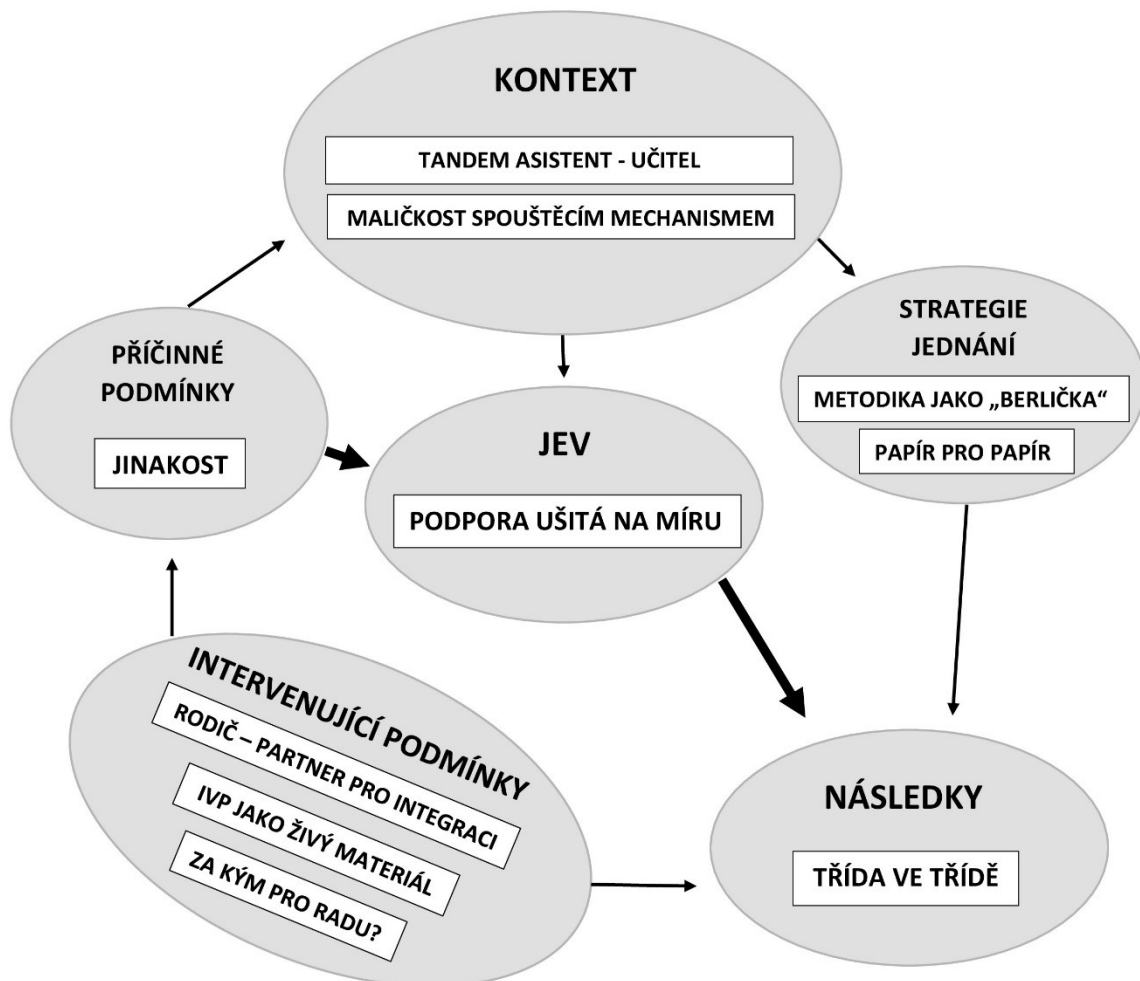 KONTEXT
TANDEM ASISTENT - UČITEL
MALIČKOST SPOUŠTĚCÍM MECHANISMEM
PŘÍČINNÉ
PODMÍNKY
JINAKOST
JEV
PODPORA UŠITÁ NA MÍRU
STRATEGIE
JEDNÁNÍ
METODIKA JAKO „BERLIČKA“
PAPÍR PRO PAPÍR
INTERVENUJÍCÍ PODMÍNKY
RODIČ – PARTNER PRO INTEGRACI
IVP JAKO ŽIVÝ MATERIÁL
ZA KÝM PRO RADU?
NÁSLEDKY
TŘÍDA VE TŘÍDĚ